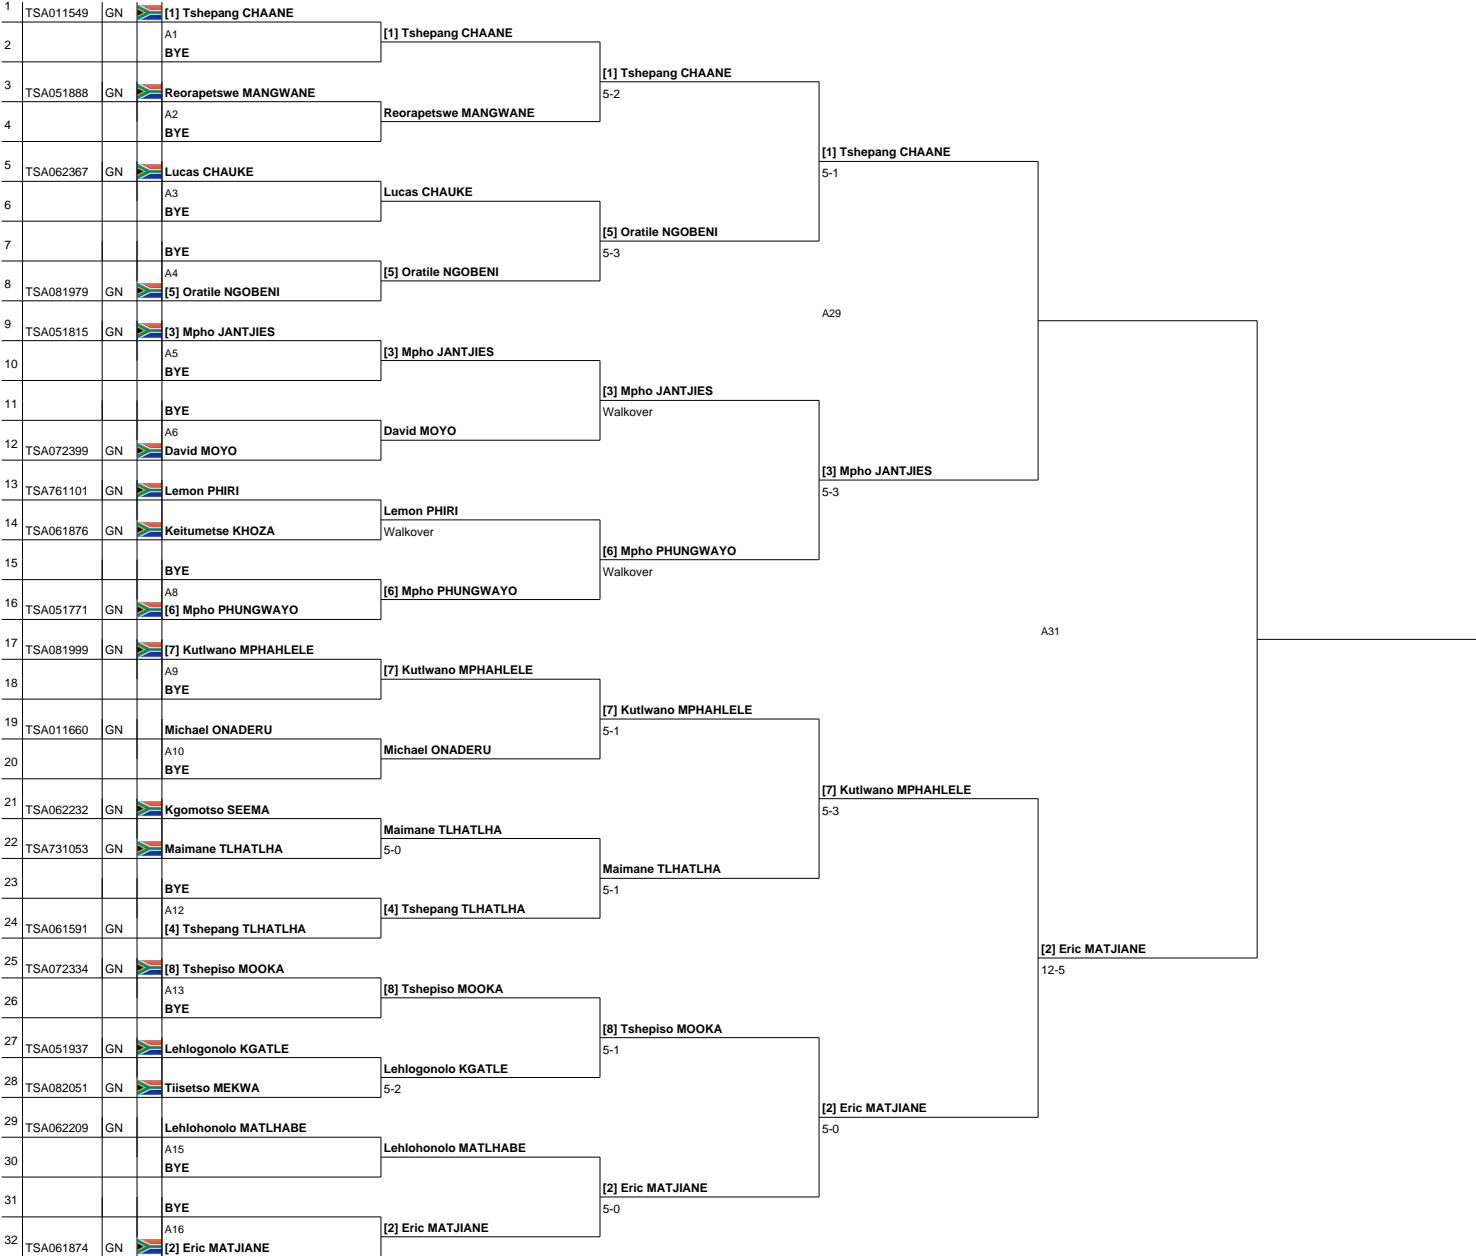 1 TSA011549 GN [1] Tshepang CHAANE
A1 [1] Tshepang CHAANE
2 BYE
[1] Tshepang CHAANE
3 TSA051888 GN Reorapetswe MANGWANE 5-2
A2 Reorapetswe MANGWANE
4 BYE
[1] Tshepang CHAANE
5 TSA062367 GN Lucas CHAUKE 5-1
A3 Lucas CHAUKE
6 BYE
[5] Oratile NGOBENI
7 BYE 5-3
A4 [5] Oratile NGOBENI
8 TSA081979 GN [5] Oratile NGOBENI
A29
9 TSA051815 GN [3] Mpho JANTJIES
A5 [3] Mpho JANTJIES
10 BYE
[3] Mpho JANTJIES
11 BYE Walkover
A6 David MOYO
12 TSA072399 GN David MOYO
[3] Mpho JANTJIES
13 TSA761101 GN Lemon PHIRI 5-3
Lemon PHIRI
14 TSA061876 GN Keitumetse KHOZA Walkover
[6] Mpho PHUNGWAYO
15 BYE Walkover
A8 [6] Mpho PHUNGWAYO
16 TSA051771 GN [6] Mpho PHUNGWAYO
A31
17 TSA081999 GN [7] Kutlwano MPHAHLELE
A9 [7] Kutlwano MPHAHLELE
18 BYE
[7] Kutlwano MPHAHLELE
19 TSA011660 GN Michael ONADERU 5-1
A10 Michael ONADERU
20 BYE
[7] Kutlwano MPHAHLELE
21 TSA062232 GN Kgomotso SEEMA 5-3
Maimane TLHATLHA
22 TSA731053 GN Maimane TLHATLHA 5-0
Maimane TLHATLHA
23 BYE 5-1
A12 [4] Tshepang TLHATLHA
24 TSA061591 GN [4] Tshepang TLHATLHA
[2] Eric MATJIANE
25 TSA072334 GN [8] Tshepiso MOOKA 12-5
A13 [8] Tshepiso MOOKA
26 BYE
[8] Tshepiso MOOKA
27 TSA051937 GN Lehlogonolo KGATLE 5-1
Lehlogonolo KGATLE
28 TSA082051 GN Tiisetso MEKWA 5-2
[2] Eric MATJIANE
29 TSA062209 GN Lehlohonolo MATLHABE 5-0
A15 Lehlohonolo MATLHABE
30 BYE
[2] Eric MATJIANE
31 BYE 5-0
A16 [2] Eric MATJIANE
32 TSA061874 GN [2] Eric MATJIANE